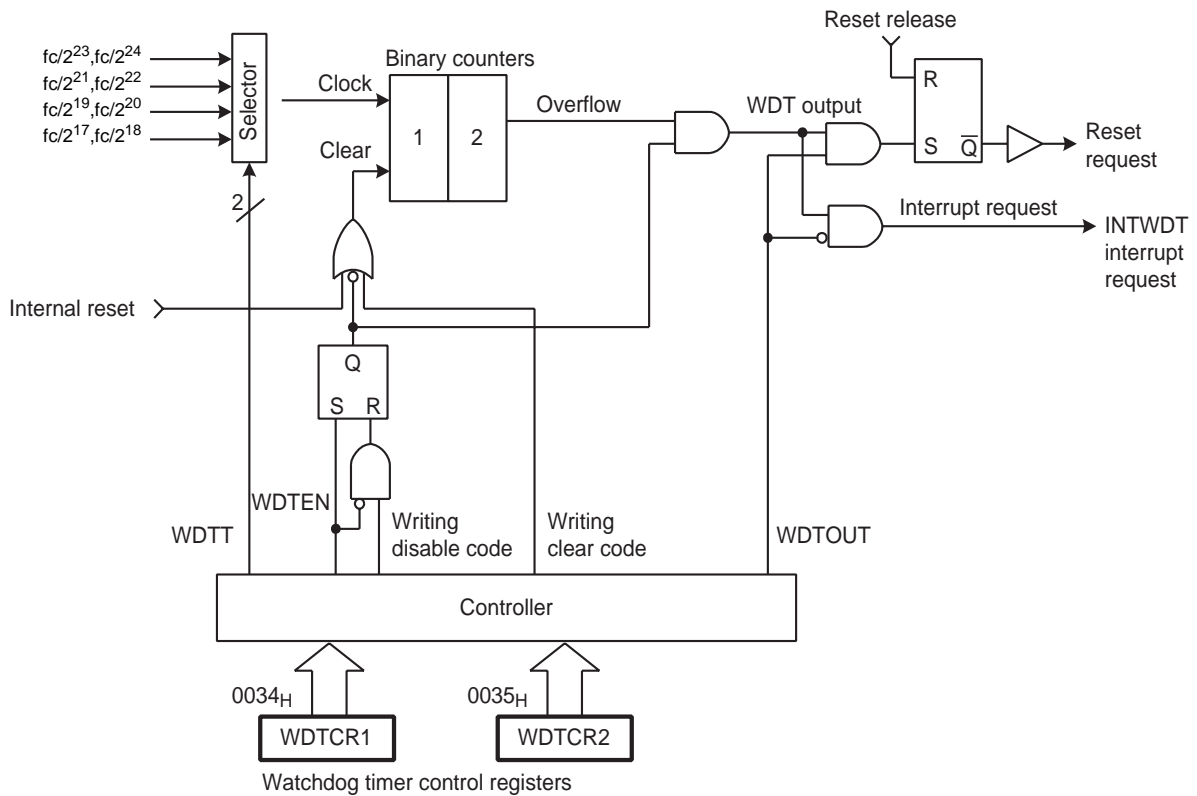 Reset release
fc/2^23,fc/2^24
fc/2^21,fc/2^22
fc/2^19,fc/2^20
fc/2^17,fc/2^18
Selector
Binary counters
Clock
Clear
1
2
Overflow
WDT output
R
S
Q̅
Reset
request
2
Interrupt request
INTWDT
interrupt
request
Internal reset
Q
S
R
WDTT
WDTEN
Writing
disable code
Writing
clear code
WDTOUT
Controller
0034H
0035H
WDTCR1
WDTCR2
Watchdog timer control registers